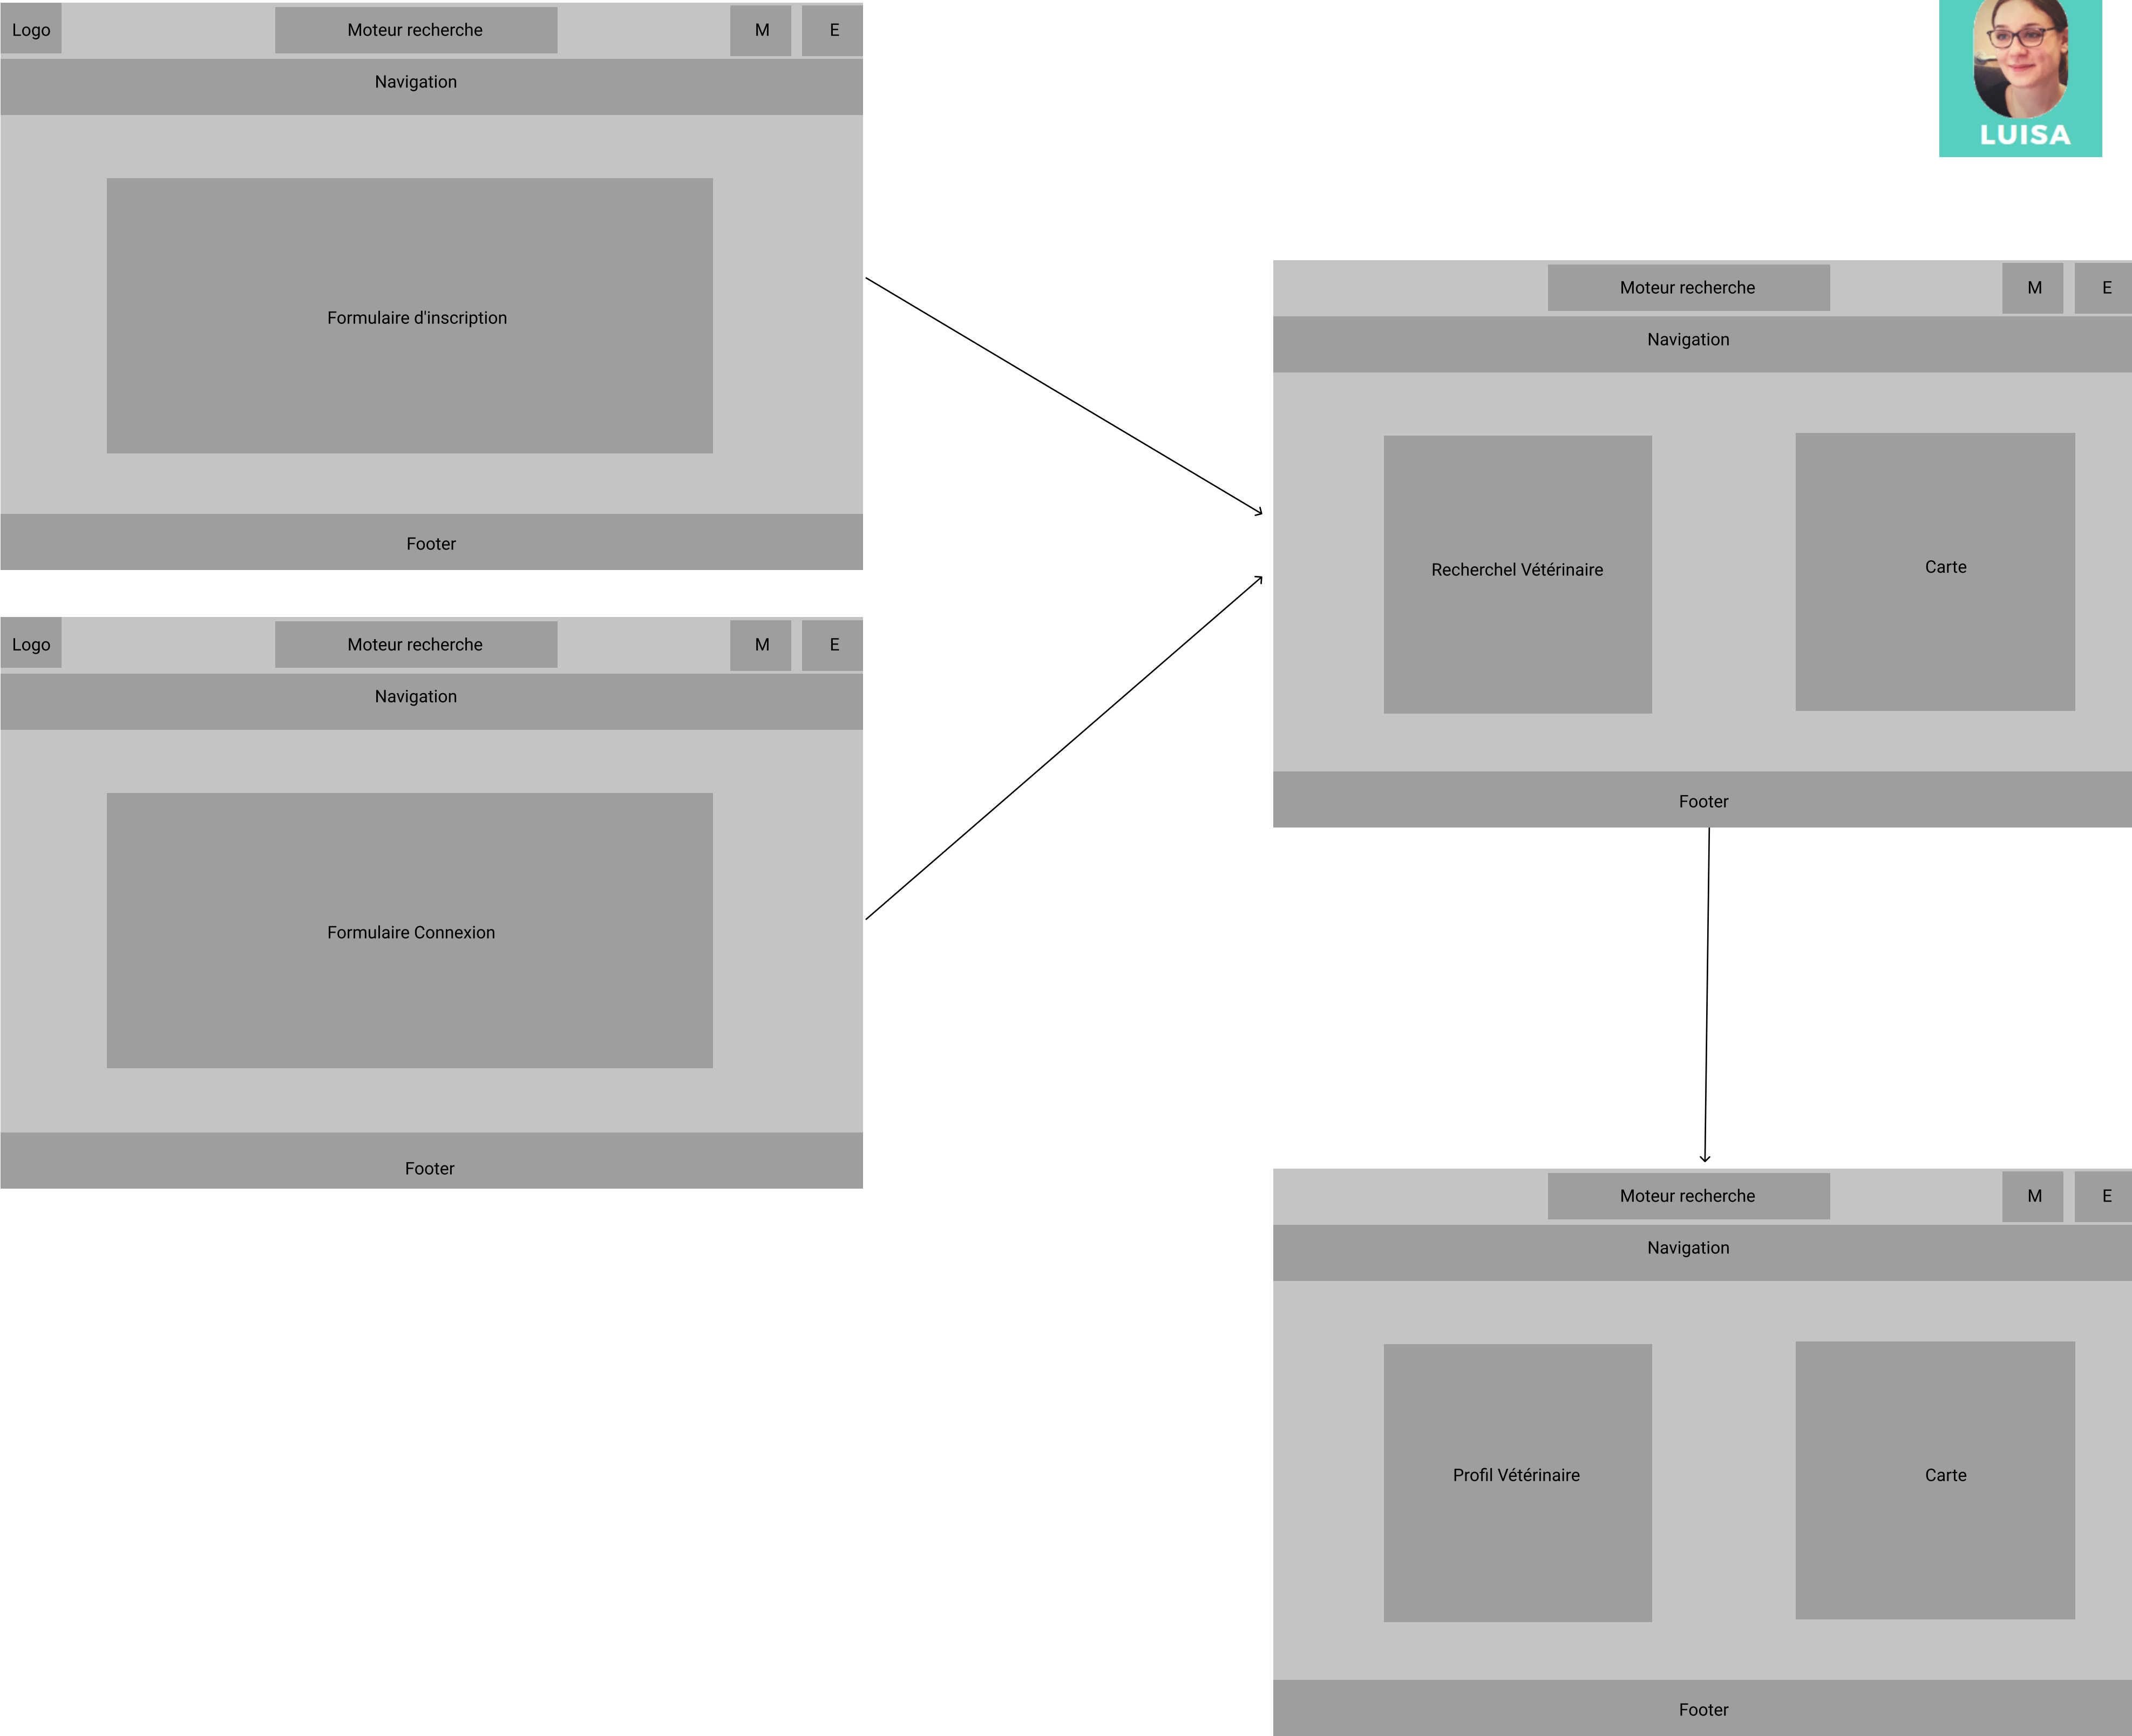 Logo
Moteur recherche
M
E
Navigation
Formulaire d'inscription
Footer
LUISA
Moteur recherche
M
E
Navigation
Recherchel Vétérinaire
Carte
Footer
Logo
Moteur recherche
M
E
Navigation
Formulaire Connexion
Footer
Moteur recherche
M
E
Navigation
Profil Vétérinaire
Carte
Footer